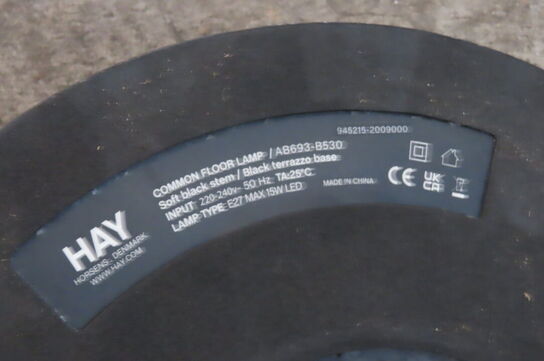 HAY
HORSENS - DENMARK
WWW.HAY.COM
COMMON FLOOR LAMP / AB693-B530
Soft black stem / Black terrazzo base
INPUT: 220-240v~ 50 Hz TA:25°C
LAMP TYPE: E27 MAX 15W LED
945215-2009000
MADE IN CHINA
CE UK CA